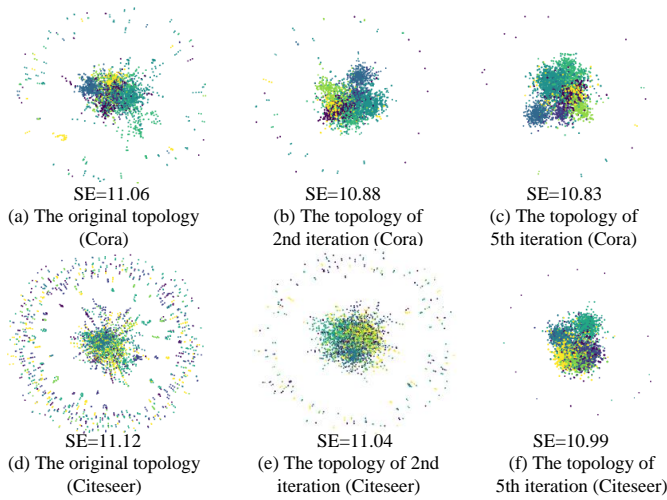 SE=11.06
(a) The original topology
(Cora)
SE=10.88
(b) The topology of
2nd iteration (Cora)
SE=10.83
(c) The topology of
5th iteration (Cora)
SE=11.12
(d) The original topology
(Citeseer)
SE=11.04
(e) The topology of 2nd
iteration (Citeseer)
SE=10.99
(f) The topology of
5th iteration (Citeseer)